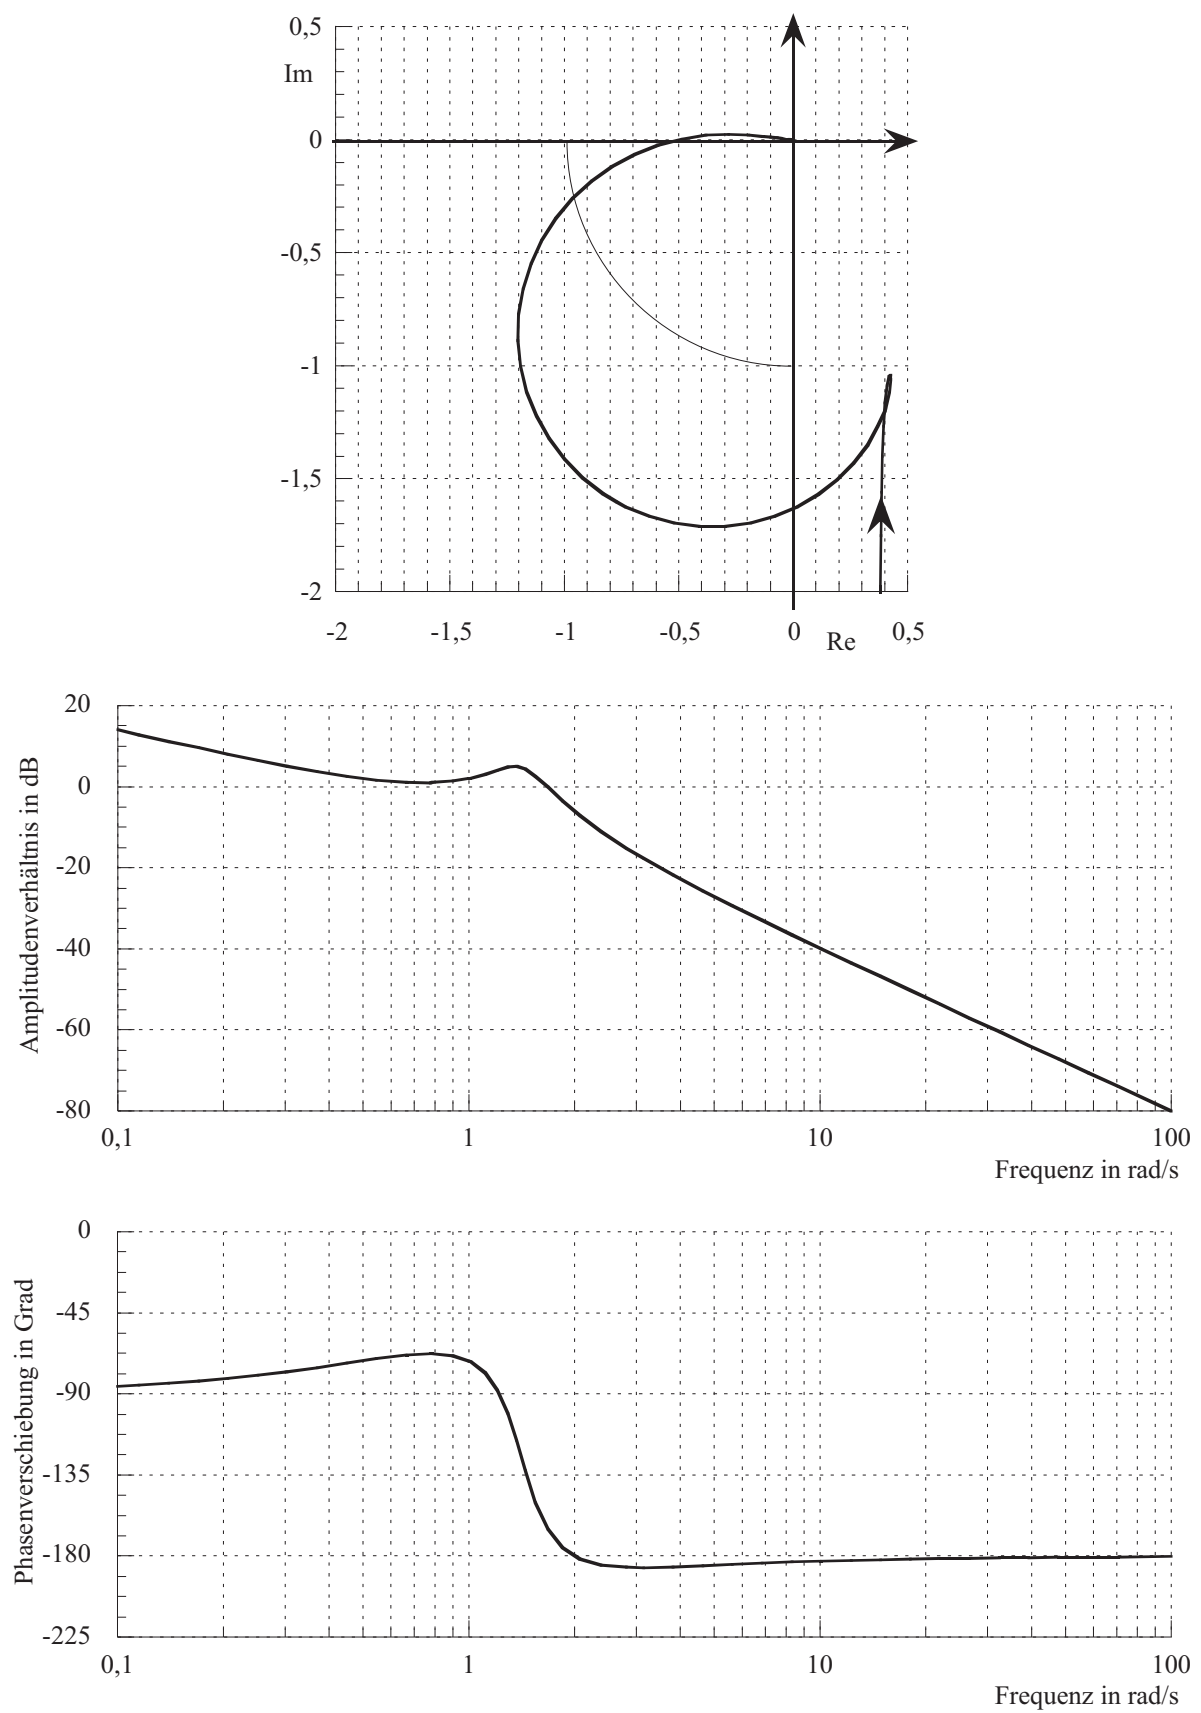 0,5
Im
0
-0,5
-1
-1,5
-2
-2 -1,5 -1 -0,5 0 Re 0,5
Amplitudenverhältnis in dB
20
0
-20
-40
-60
-80
0,1 1 10 100
Frequenz in rad/s
Phasenverschiebung in Grad
0
-45
-90
-135
-180
-225
0,1 1 10 100
Frequenz in rad/s